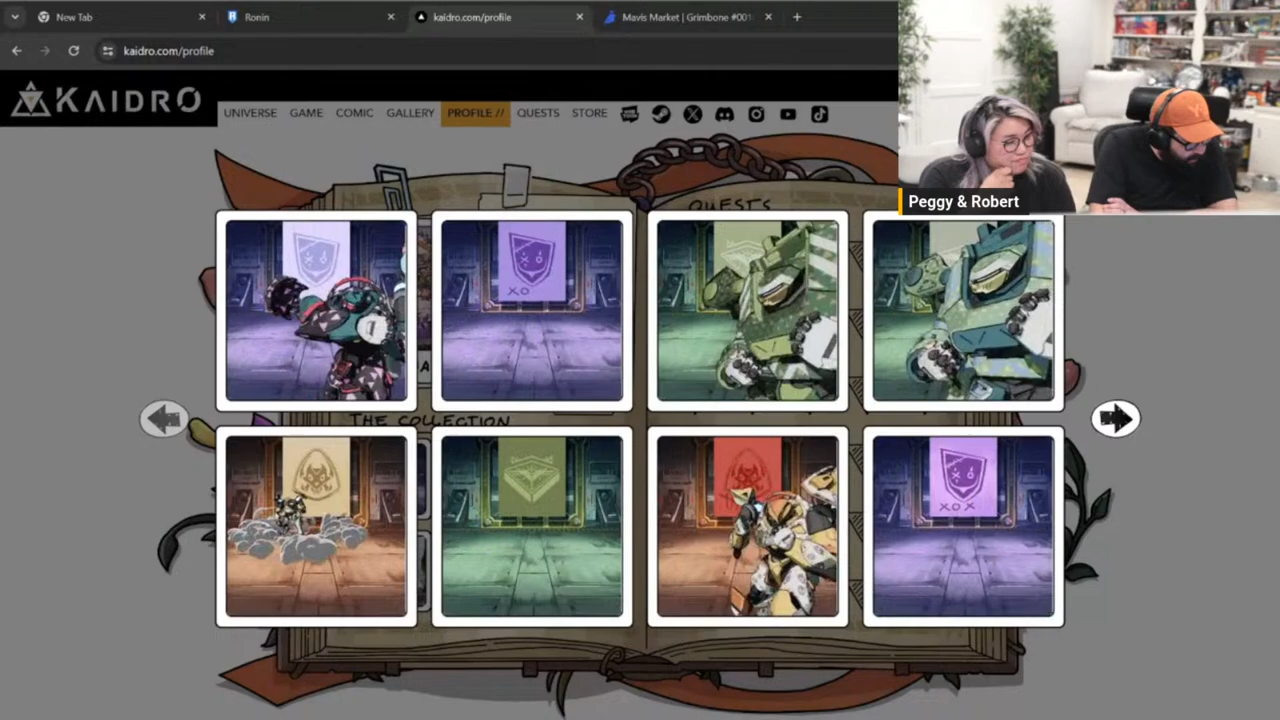 New Tab
Ronin
kaidro.com/profile
Mavis Market | Grimbone #001
kaidro.com/profile
KAIDRO
UNIVERSE GAME COMIC GALLERY PROFILE // QUESTS STORE
Peggy & Robert
QUESTS
XO
A
THE COLLECTION
XOX